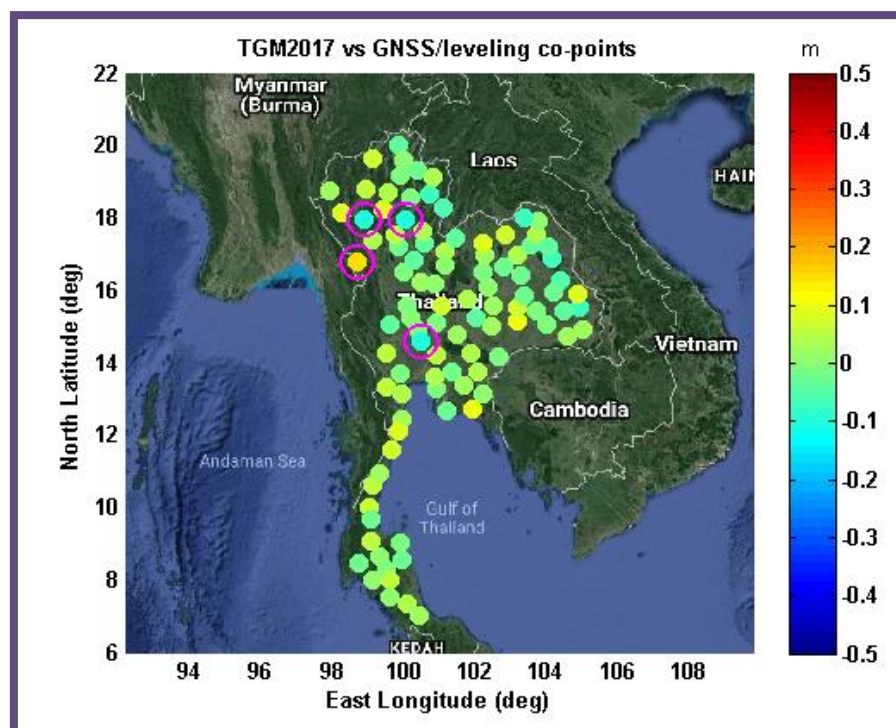 TGM2017 vs GNSS/leveling co-points
m
22
20
18
16
14
12
10
8
6
North Latitude (deg)
94
96
98
100
102
104
106
108
East Longitude (deg)
0.5
0.4
0.3
0.2
0.1
0
-0.1
-0.2
-0.3
-0.4
-0.5
Myanmar
(Burma)
Laos
HAIN
Thailand
Vietnam
Cambodia
Andaman Sea
Gulf of
Thailand
KEDAH